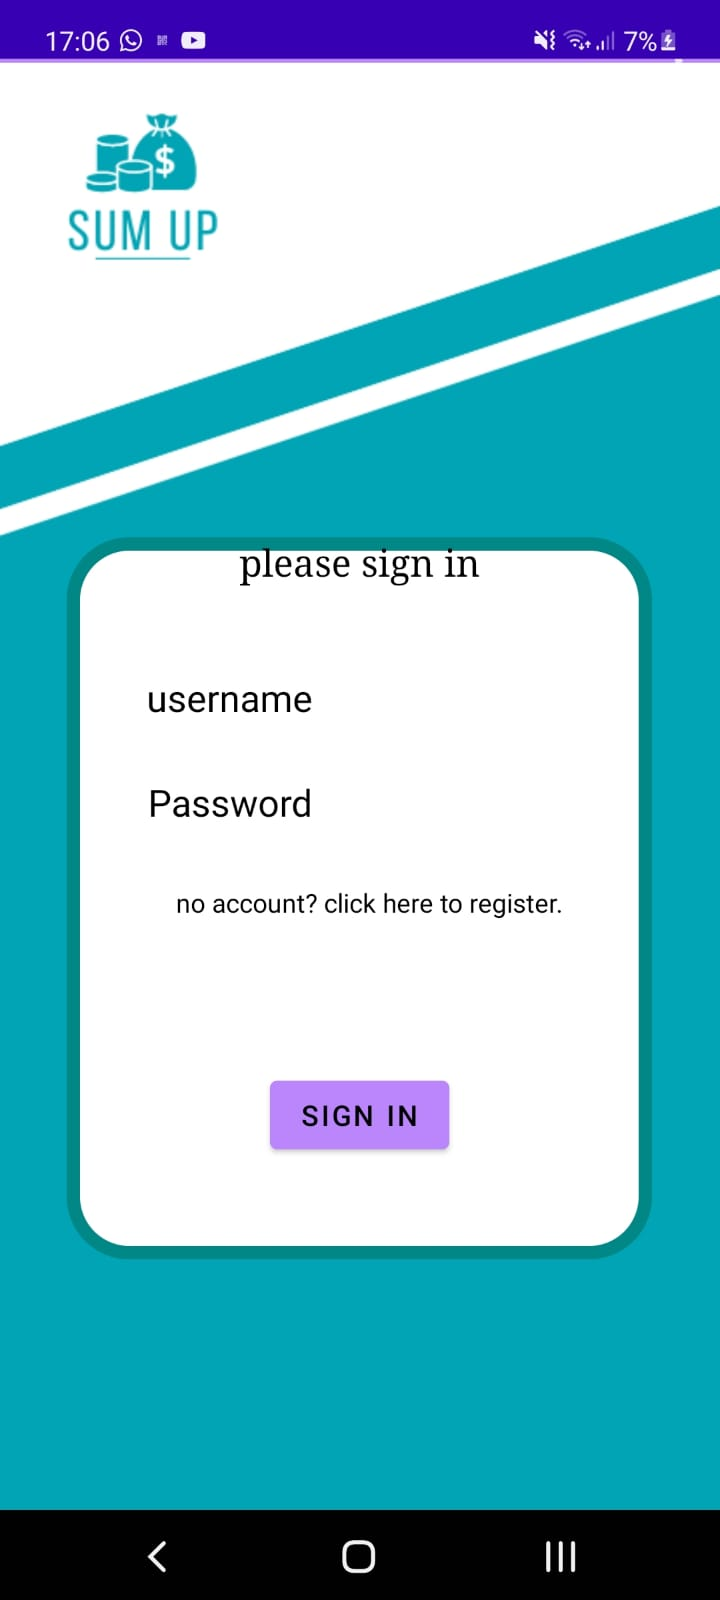 17:06 7%
$
SUM UP
please sign in
username
Password
no account? click here to register.
SIGN IN